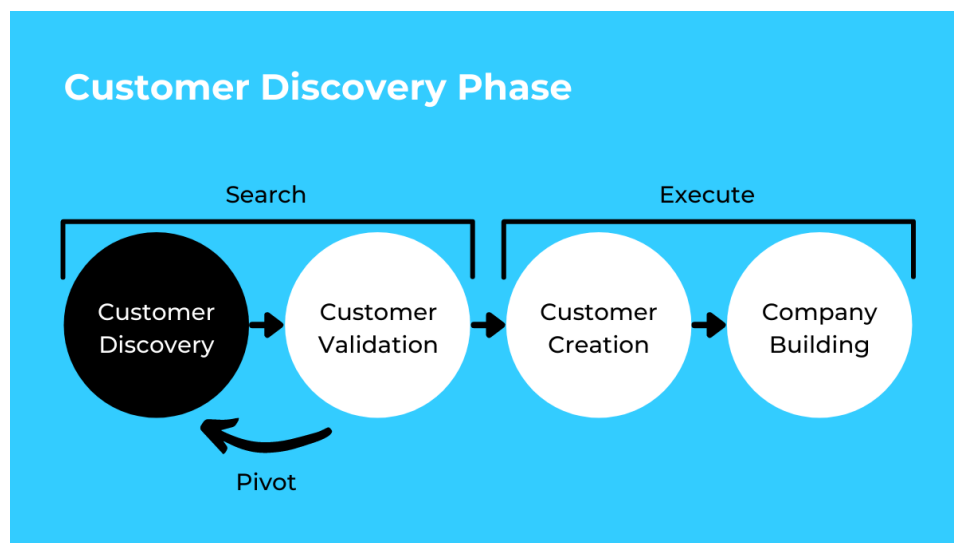 Customer Discovery Phase
Search
Execute
Customer
Discovery
Customer
Validation
Customer
Creation
Company
Building
Pivot